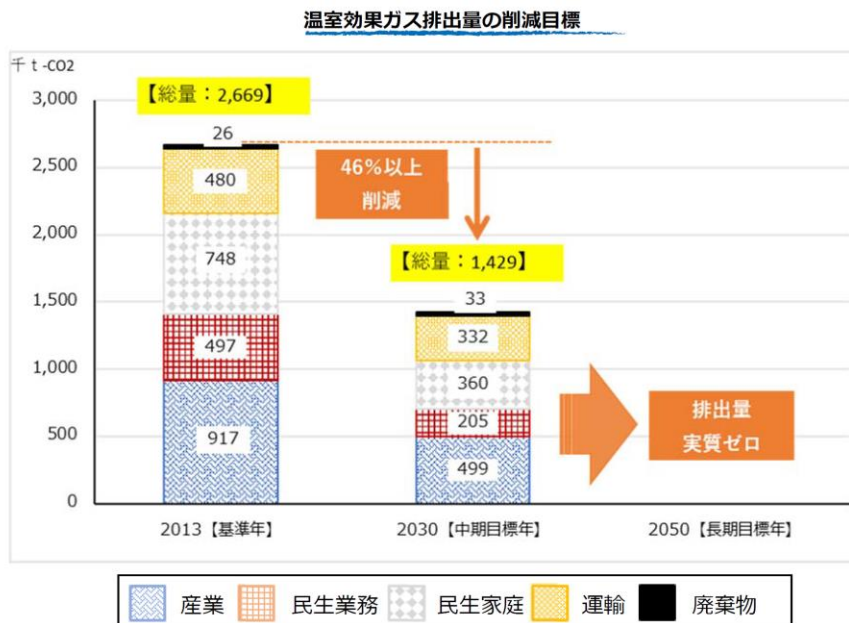 温室効果ガス排出量の削減目標
千ｔ-CO2
3,000
2,500
2,000
1,500
1,000
500
0
【総量：2,669】
26
480
748
497
917
46%以上
削減
【総量：1,429】
33
332
360
205
499
排出量
実質ゼロ
2013【基準年】
2030【中期目標年】
2050【長期目標年】
産業 民生業務 民生家庭 運輸 廃棄物